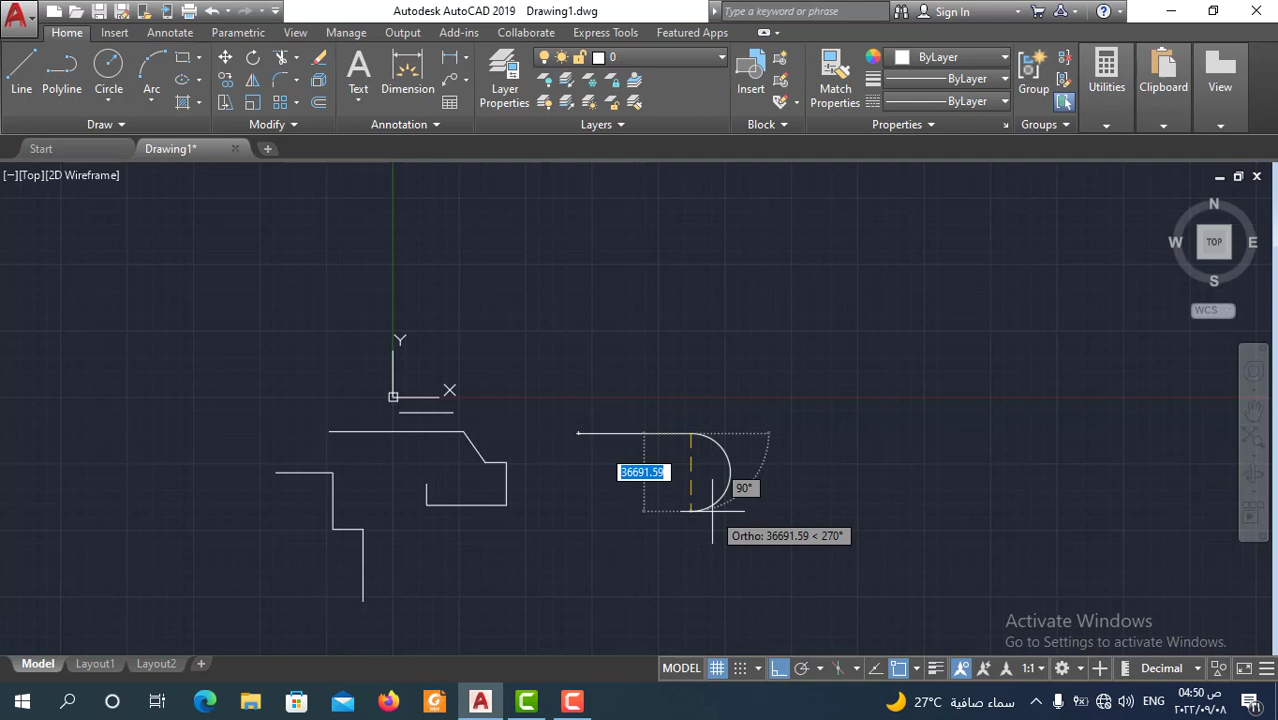 Autodesk AutoCAD 2019   Drawing1.dwg
Type a keyword or phrase
Sign In
Home
Insert
Annotate
Parametric
View
Manage
Output
Add-ins
Collaborate
Express Tools
Featured Apps
Line
Polyline
Circle
Arc
Text
Dimension
Layer
Properties
0
Insert
Match
Properties
ByLayer
ByLayer
ByLayer
Group
Utilities
Clipboard
View
Draw
Modify
Annotation
Layers
Block
Properties
Groups
Start
Drawing1*
[−][Top][2D Wireframe]
N
W
TOP
E
S
WCS
Y
X
36691.59
90°
Ortho: 36691.59 < 270°
Activate Windows
Go to Settings to activate Windows.
Model
Layout1
Layout2
MODEL
1:1
Decimal
27°C
سماء صافية
ENG
04:50 ص
٢٠٢٢/٠٩/٠٨